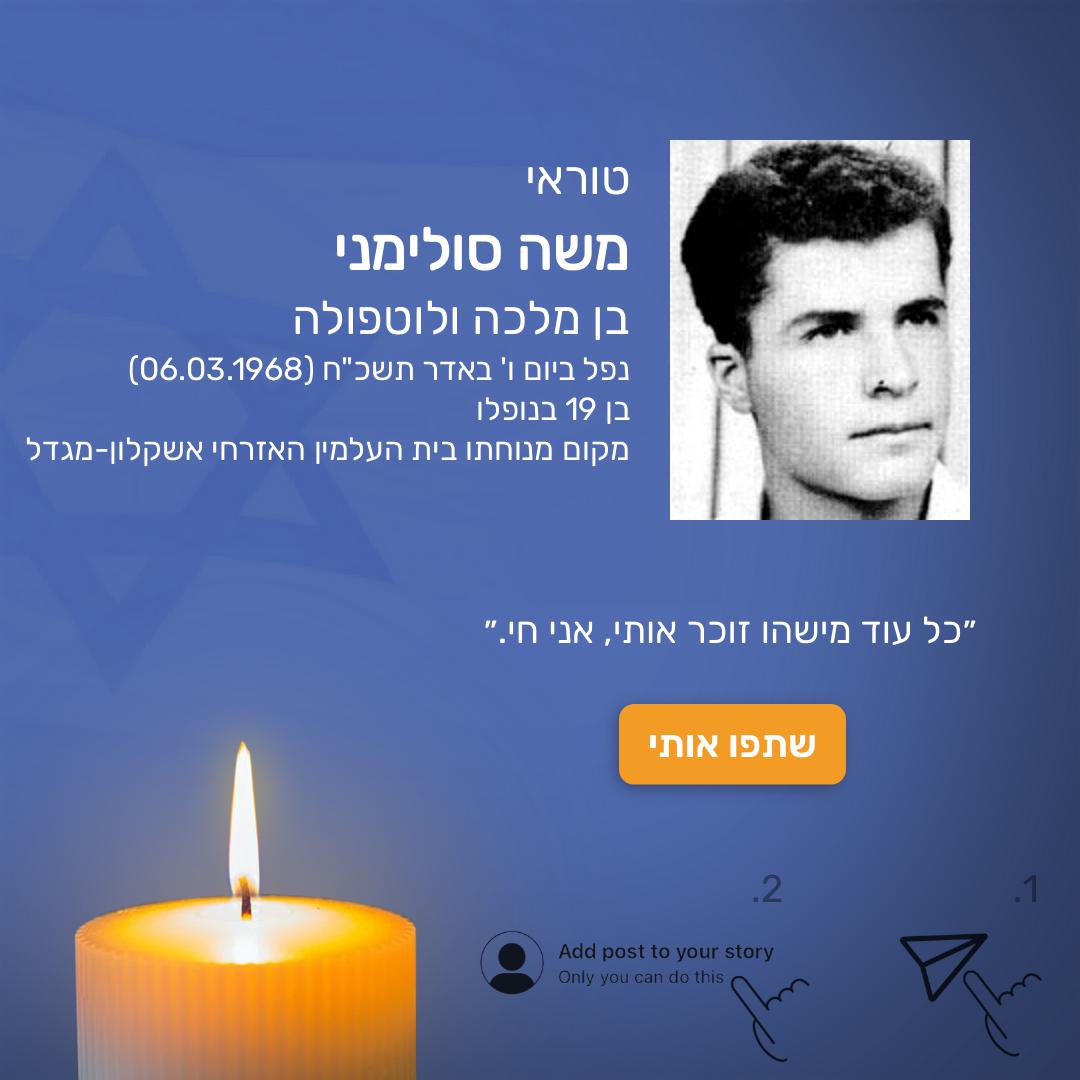 טוראי
משה סולימני
בן מלכה ולוטפולה
נפל ביום ו' באדר תשכ"ח (06.03.1968)
בן 19 בנופלו
מקום מנוחתו בית העלמין האזרחי אשקלון-מגדל
״כל עוד מישהו זוכר אותי, אני חי.״
שתפו אותי
1.
2.
Add post to your story
Only you can do this